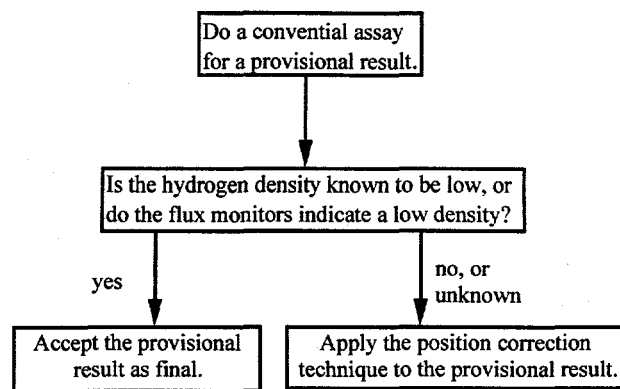 Do a convential assay
for a provisional result.
Is the hydrogen density known to be low, or
do the flux monitors indicate a low density?
yes
no, or
unknown
Accept the provisional
result as final.
Apply the position correction
technique to the provisional result.